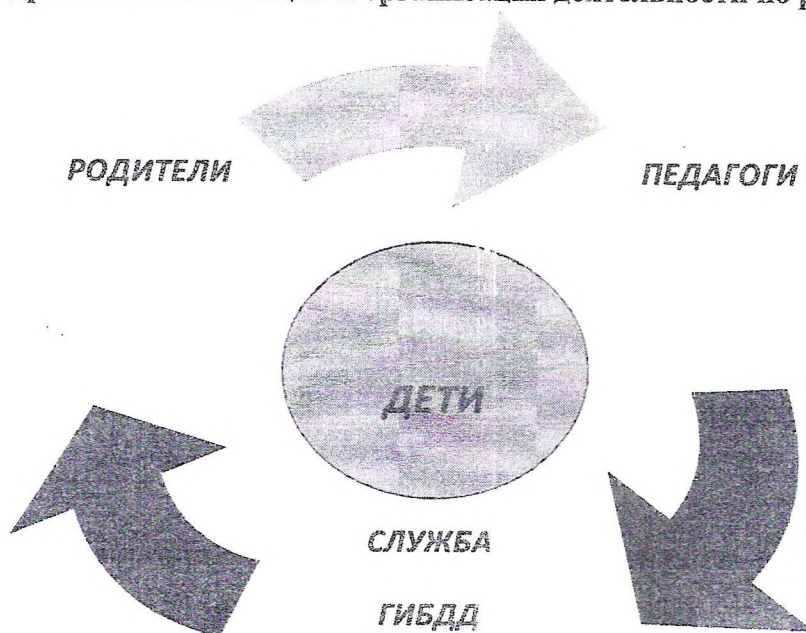 организации деятельности по
РОДИТЕЛИ
ПЕДАГОГИ
ДЕТИ
СЛУЖБА
ГИБДД